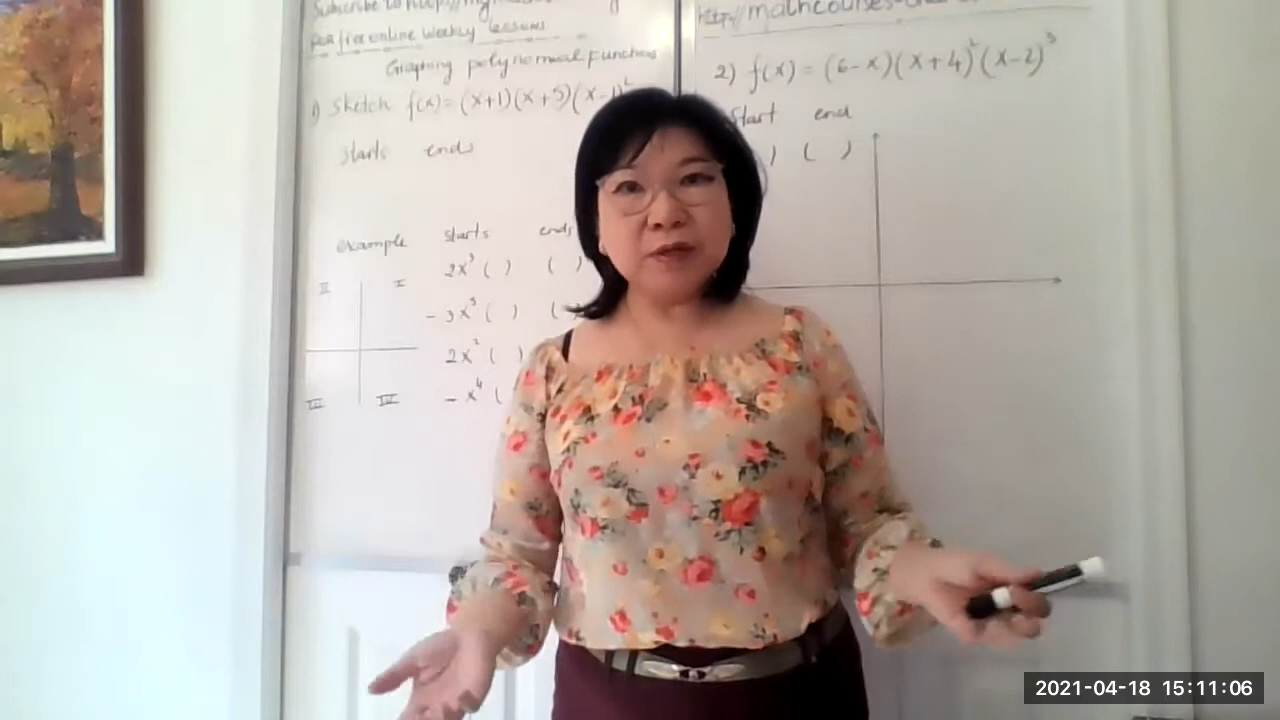 Subscribe to http://my
for free online weekly lessons
Graphing polynomial functions
1) Sketch f(x) = (x+1)(x+5)(x-1)²
starts ends
example starts ends
II I
2x³ ( ) ( )
- 3x⁵ ( ) (
2x² ( )
III IV - x⁴ (
http://mathcourses-
2) f(x) = (6-x)(x+4)²(x-2)³
Start end
) ( )
2021-04-18 15:11:06